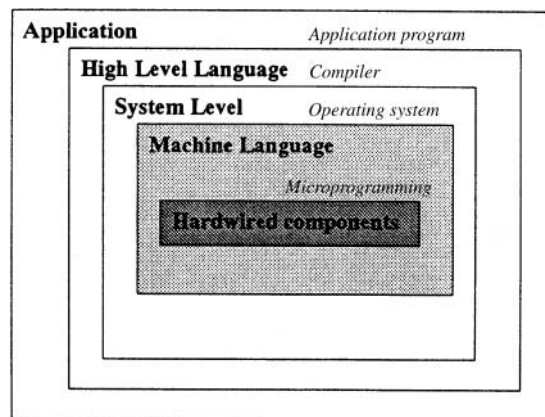 Application Application program
High Level Language Compiler
System Level Operating system
Machine Language
Microprogramming
Hardwired components